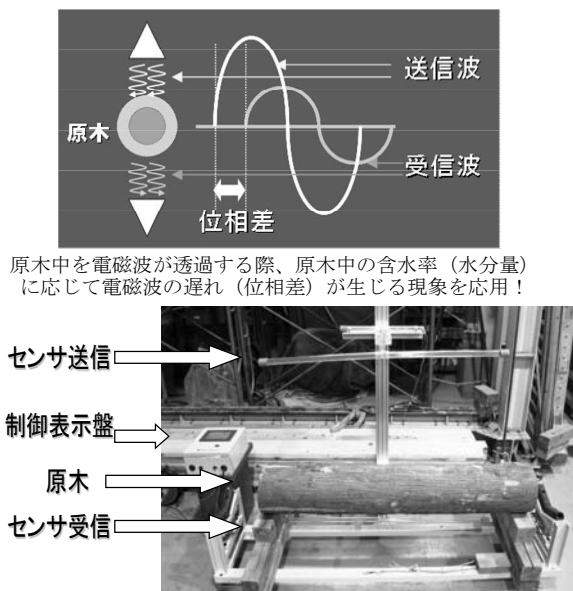 送信波
原木
受信波
位相差
原木中を電磁波が透過する際、原木中の含水率（水分量）
に応じて電磁波の遅れ（位相差）が生じる現象を応用！
センサ送信
制御表示盤
原木
センサ受信